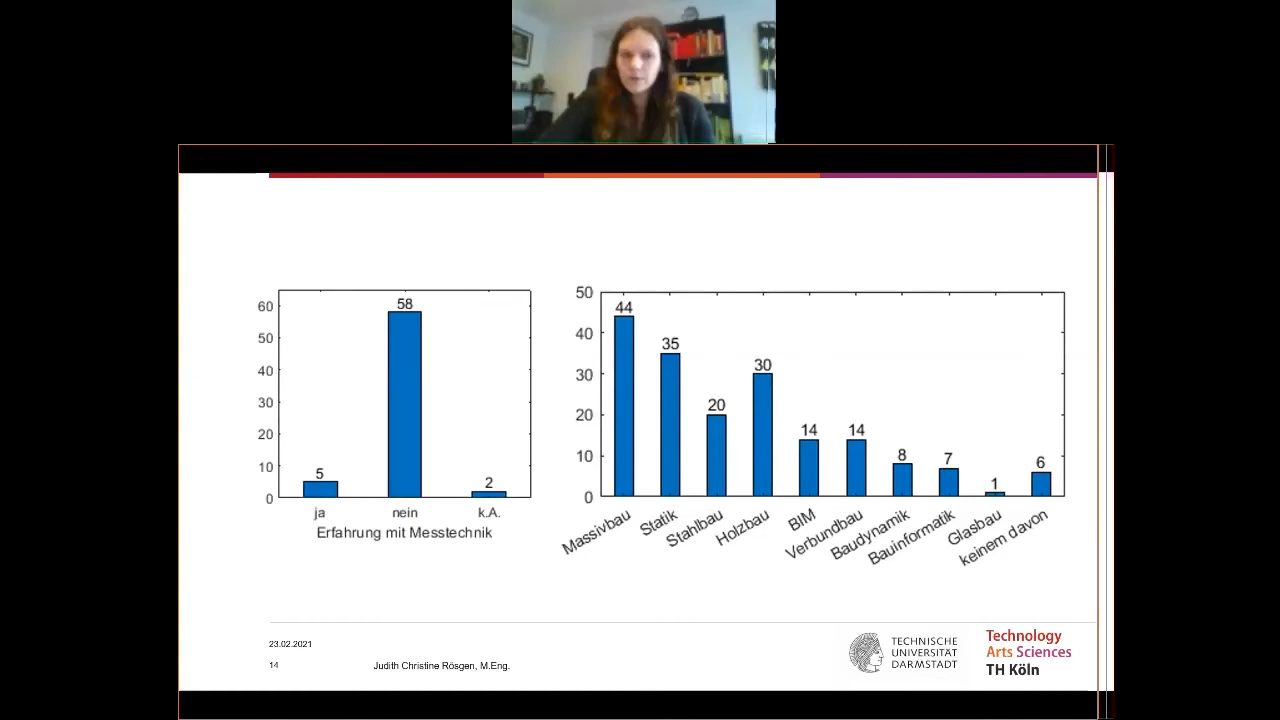 60
50
40
30
20
10
0
5
58
2
ja
nein
k.A.
Erfahrung mit Messtechnik
50
40
30
20
10
0
44
35
20
30
14
14
8
7
1
6
Massivbau
Statik
Stahlbau
Holzbau
BIM
Verbundbau
Baudynamik
Bauinformatik
Glasbau
keinem davon
23.02.2021
14
Judith Christine Rösgen, M.Eng.
TECHNISCHE
UNIVERSITÄT
DARMSTADT
Technology
Arts Sciences
TH Köln